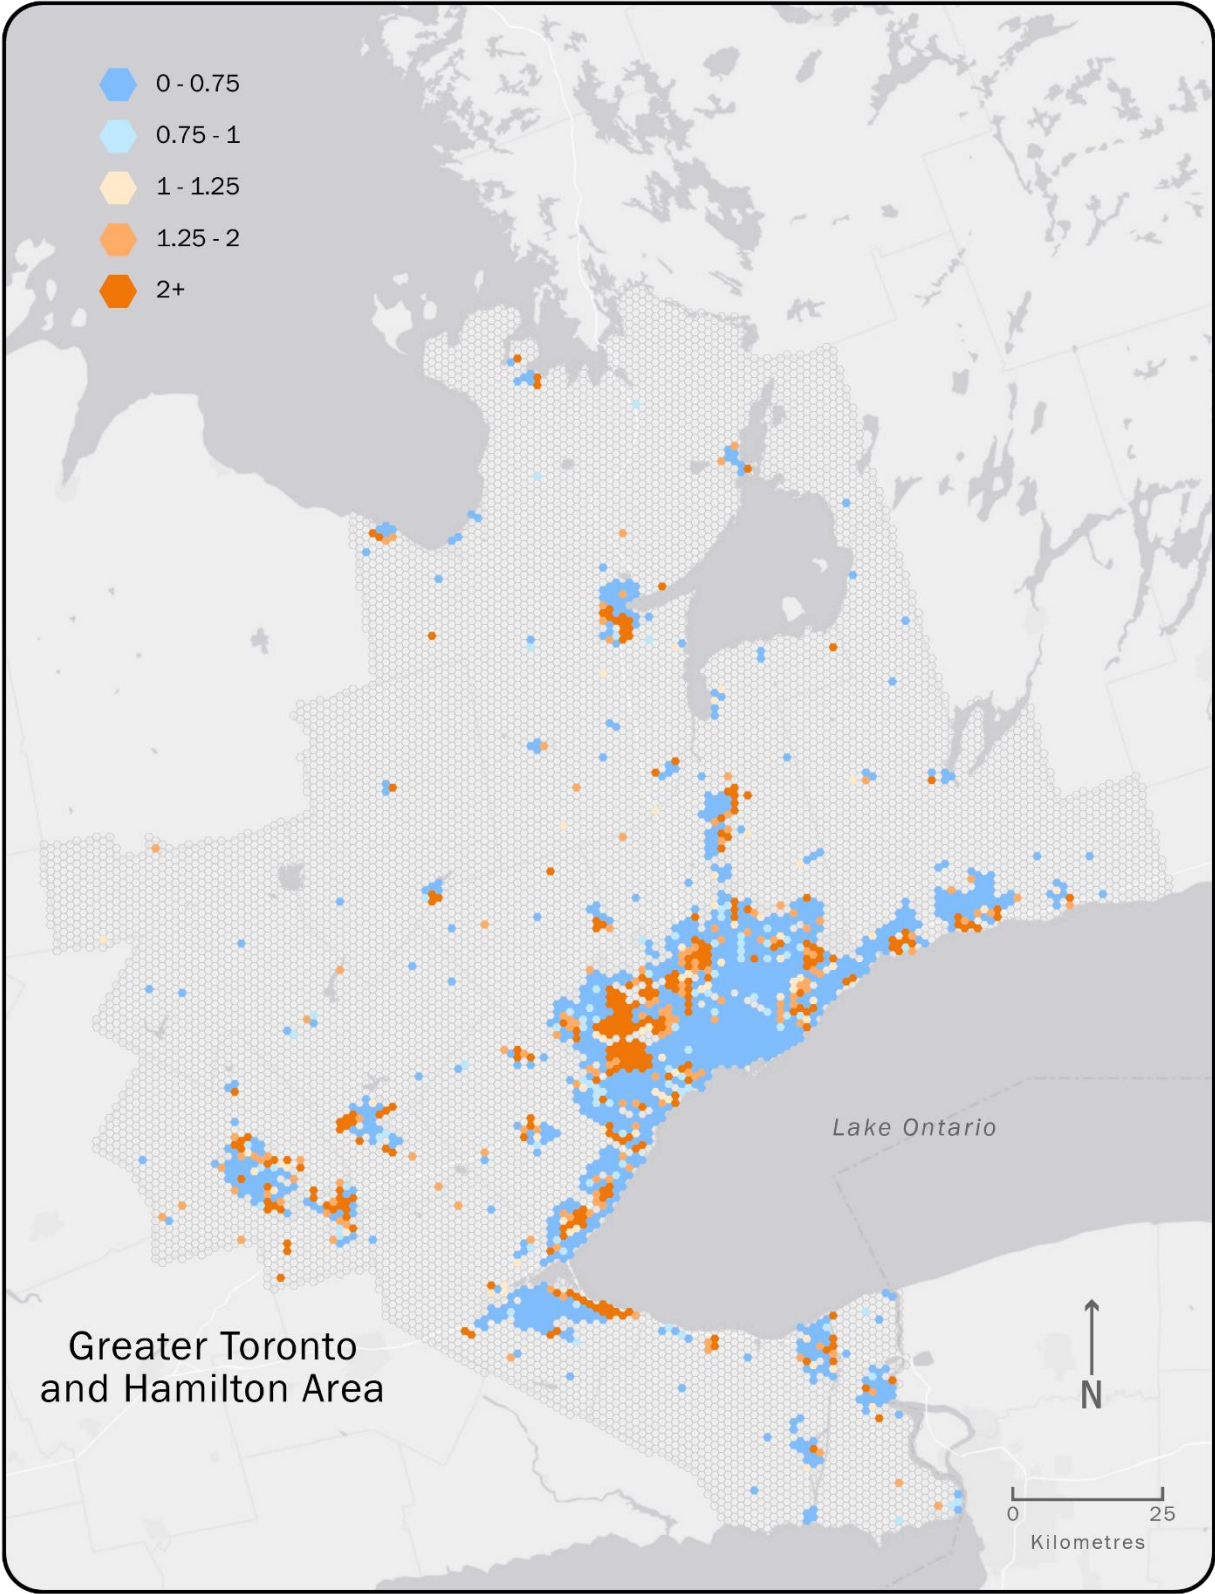 0 - 0.75
0.75 - 1
1 - 1.25
1.25 - 2
2+
Lake Ontario
Greater Toronto
and Hamilton Area
N
0 25
Kilometres